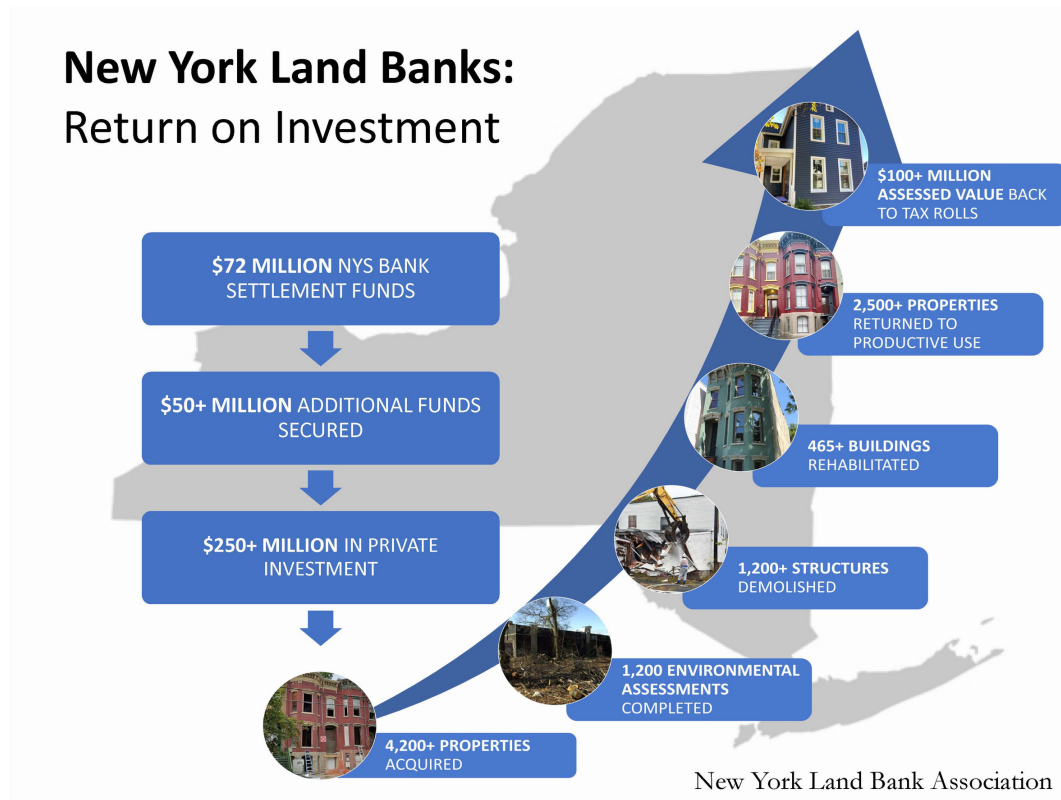 New York Land Banks:
Return on Investment
$72 MILLION NYS BANK
SETTLEMENT FUNDS
$50+ MILLION ADDITIONAL FUNDS
SECURED
$250+ MILLION IN PRIVATE
INVESTMENT
4,200+ PROPERTIES
ACQUIRED
1,200 ENVIRONMENTAL
ASSESSMENTS
COMPLETED
1,200+ STRUCTURES
DEMOLISHED
465+ BUILDINGS
REHABILITATED
2,500+ PROPERTIES
RETURNED TO
PRODUCTIVE USE
$100+ MILLION
ASSESSED VALUE BACK
TO TAX ROLLS
New York Land Bank Association